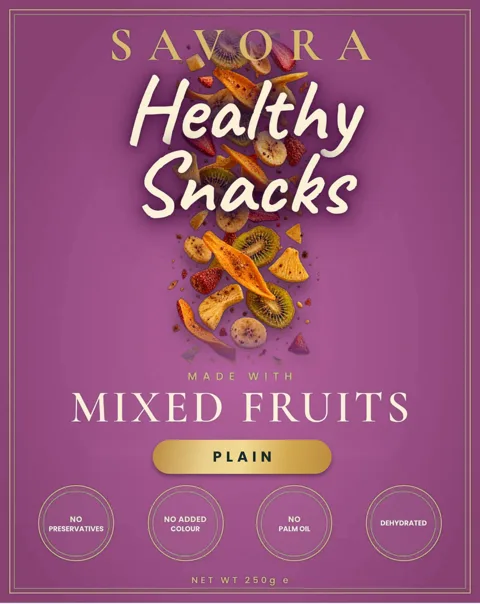 SAVORA
Healthy
Snacks
MADE WITH
MIXED FRUITS
PLAIN
NO
PRESERVATIVES
NO ADDED
COLOUR
NO
PALM OIL
DEHYDRATED
NET WT 250g e